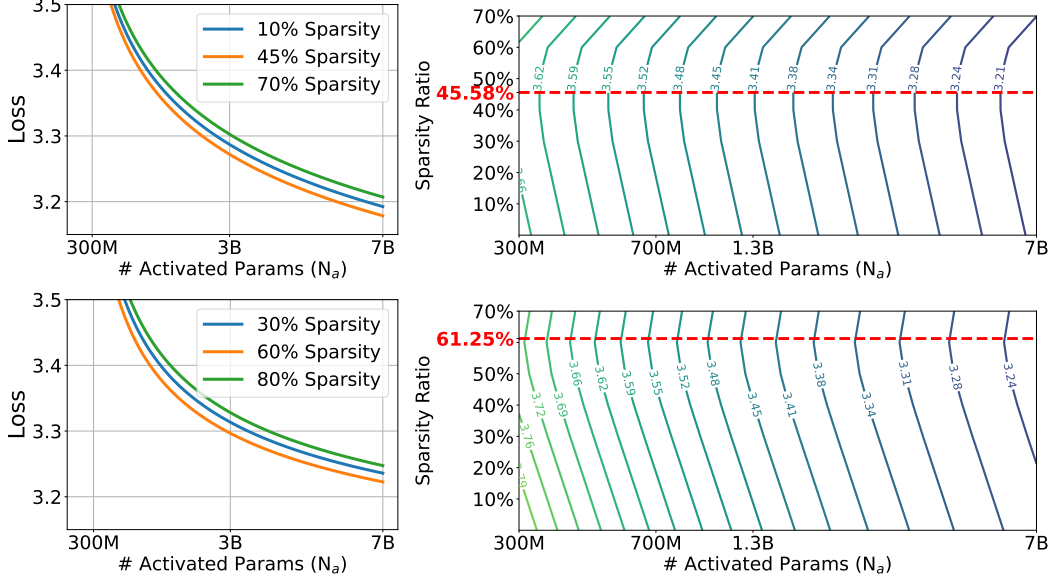 3.5
3.4
3.3
3.2
Loss
10% Sparsity
45% Sparsity
70% Sparsity
300M
3B
7B
# Activated Params (Nₐ)
70%
60%
50%
45.58%
40%
30%
20%
10%
Sparsity Ratio
3.66
3.62
3.59
3.55
3.52
3.48
3.45
3.41
3.38
3.34
3.31
3.28
3.24
3.21
300M
700M
1.3B
7B
# Activated Params (Nₐ)
3.5
3.4
3.3
3.2
Loss
30% Sparsity
60% Sparsity
80% Sparsity
300M
3B
7B
# Activated Params (Nₐ)
70%
61.25%
50%
40%
30%
20%
10%
Sparsity Ratio
3.79
3.76
3.72
3.69
3.66
3.62
3.59
3.55
3.52
3.48
3.45
3.41
3.38
3.34
3.31
3.28
3.24
300M
700M
1.3B
7B
# Activated Params (Nₐ)